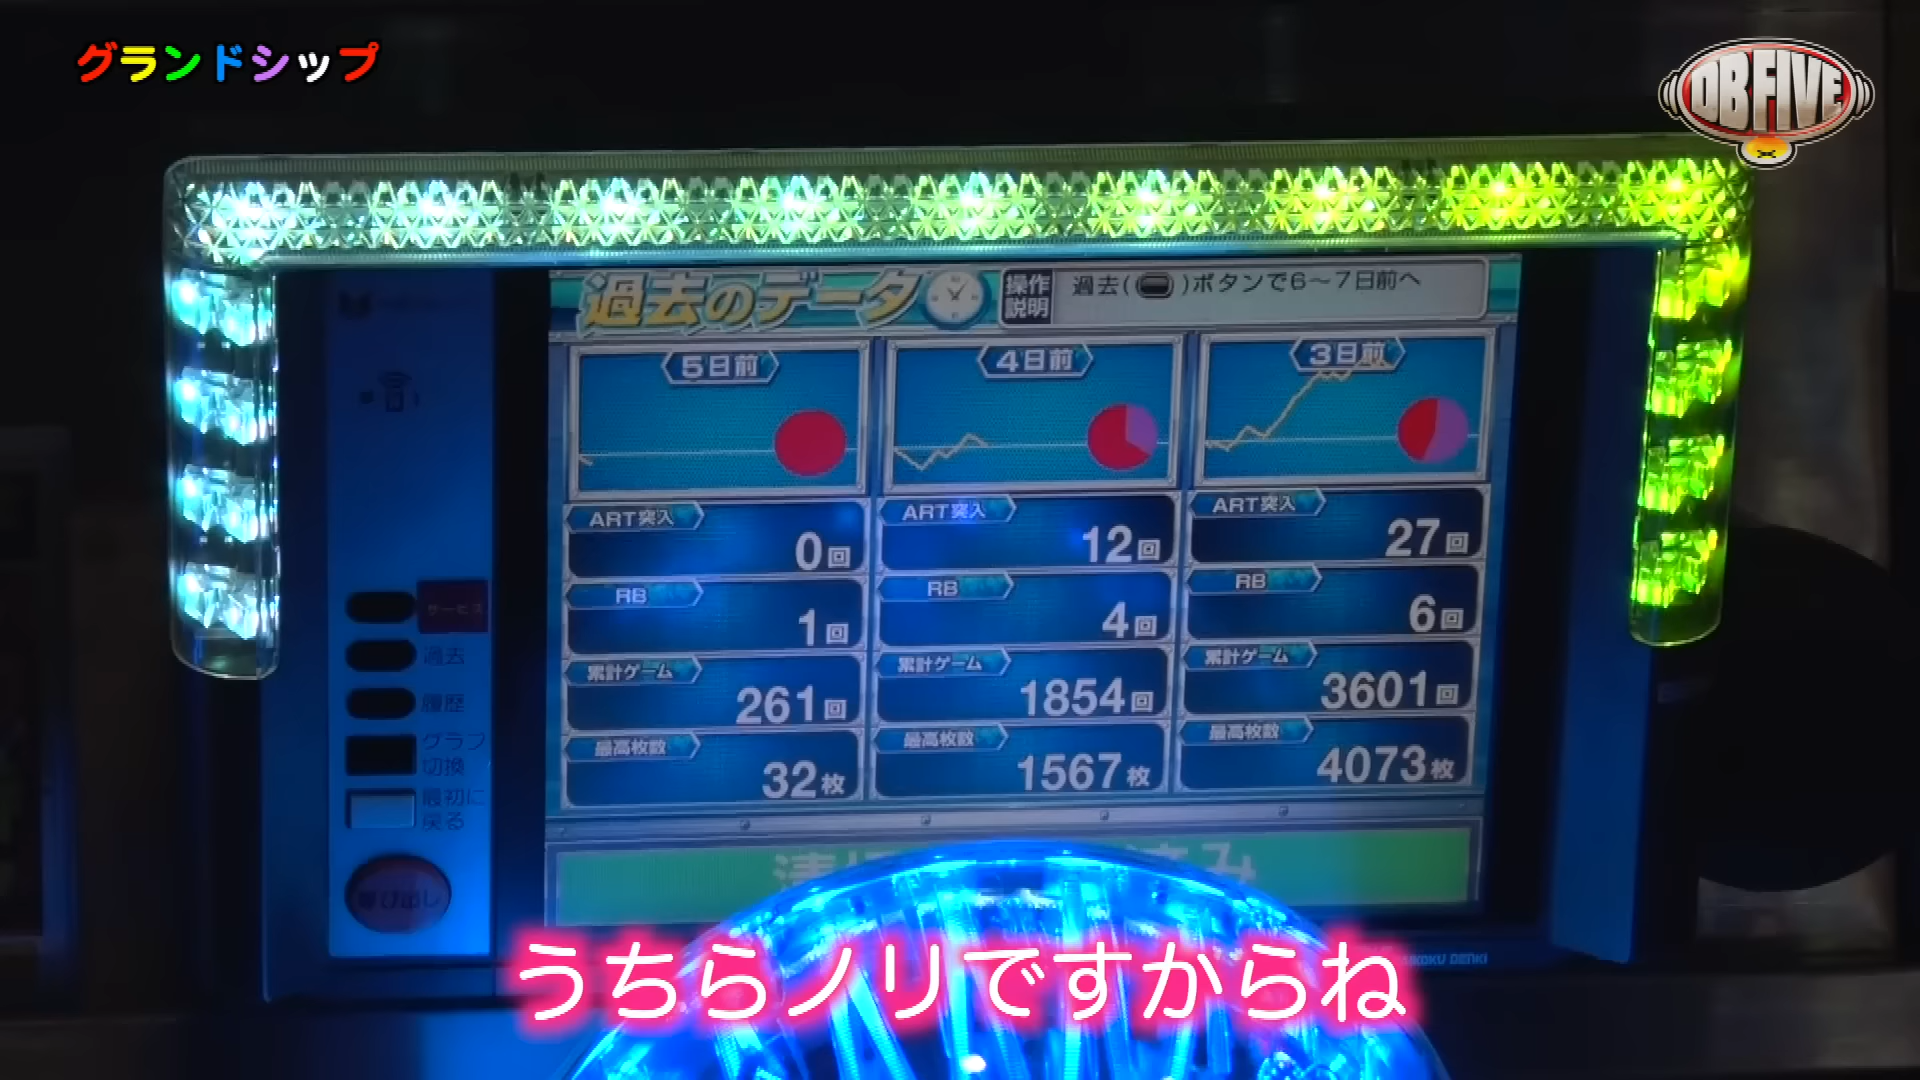 グランドシップ
OBFIVE
過去のデータ
操作説明
過去( )ボタンで6～7日前へ
5日前
4日前
3日前
ART突入
0回
ART突入
12回
ART突入
27回
RB
1回
RB
4回
RB
6回
累計ゲーム
261回
累計ゲーム
1854回
累計ゲーム
3601回
最高枚数
32枚
最高枚数
1567枚
最高枚数
4073枚
サービス
過去
履歴
グラフ
切換
最初に
戻る
呼び出し
済み
DAIKOKU DENKI
うちらノリですからね